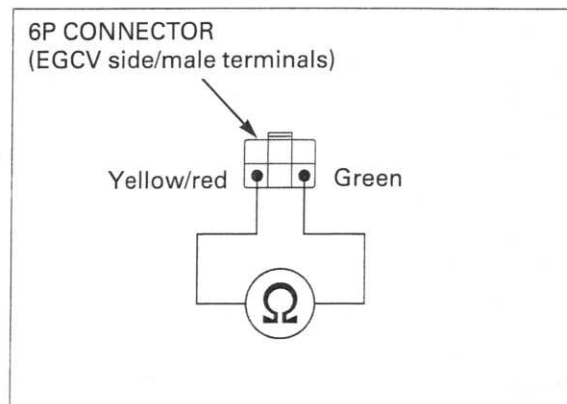 6P CONNECTOR
(EGCV side/male terminals)
Yellow/red
Green
Ω